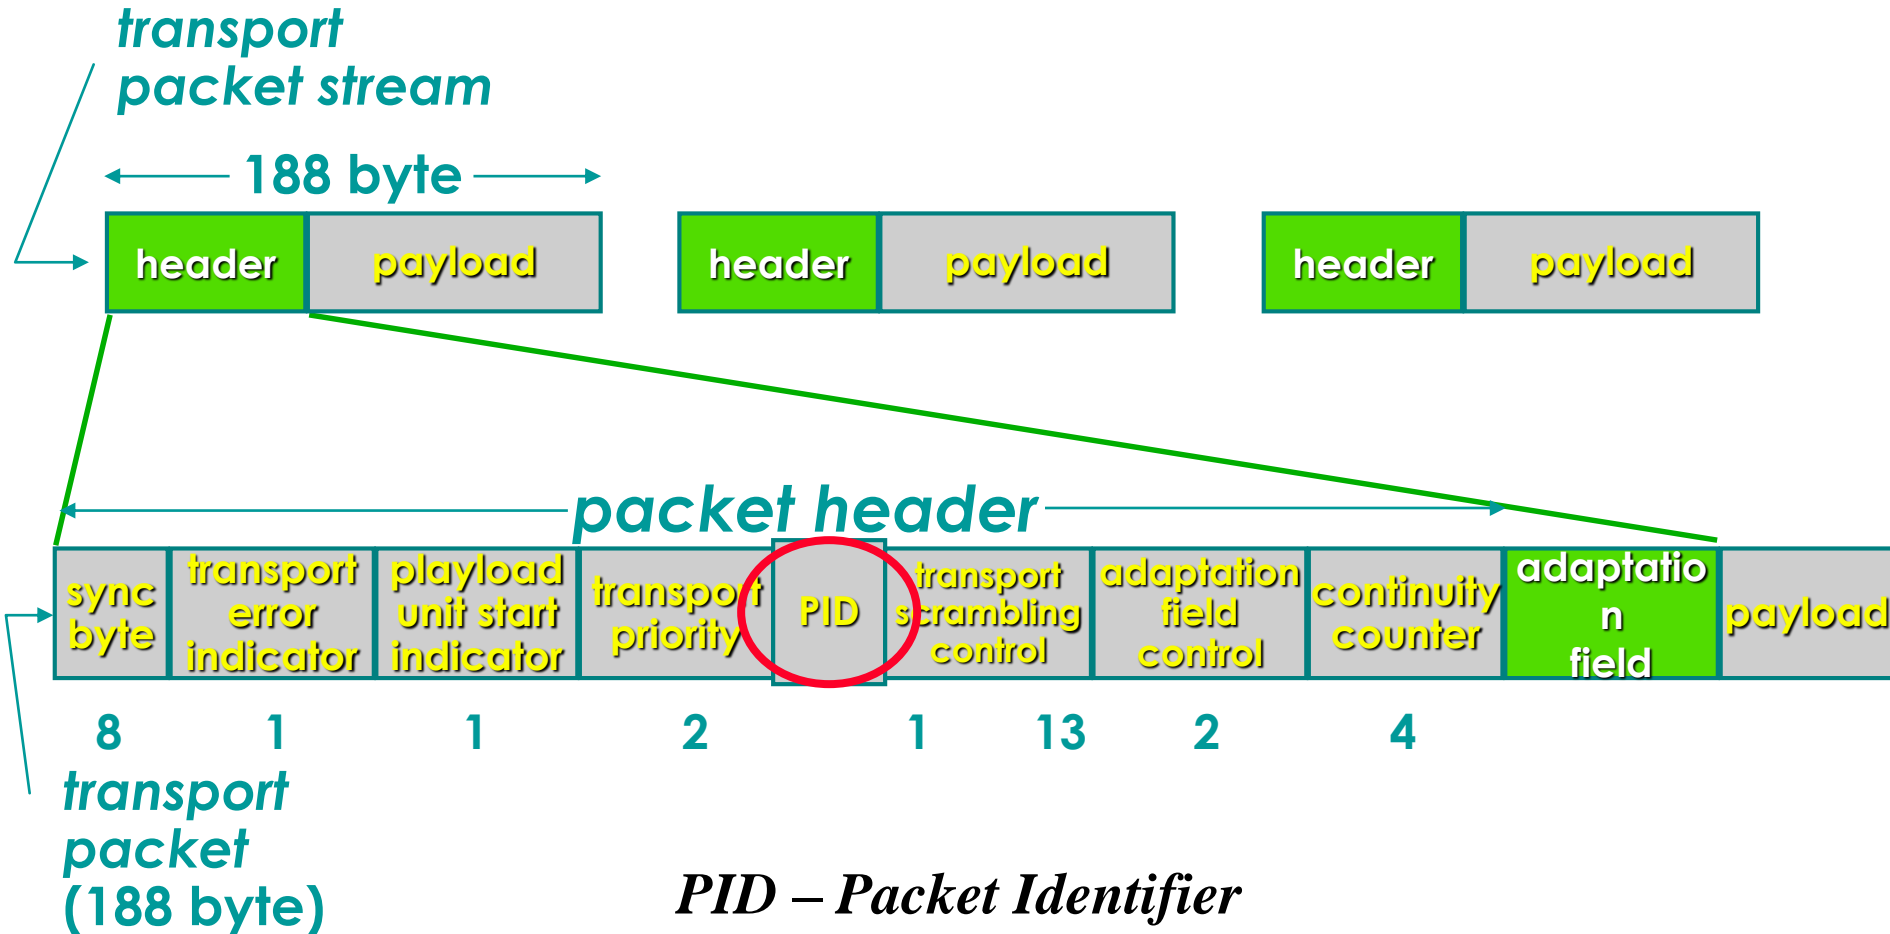 transport
packet stream
188 byte
header payload header payload header payload
packet header
sync
byte
transport
error
indicator
playload
unit start
indicator
transport
priority
PID
transport
scrambling
control
adaptation
field
control
continuity
counter
adaptatio
n
field
payload
8 1 1 2 1 13 2 4
transport
packet
(188 byte)
PID – Packet Identifier